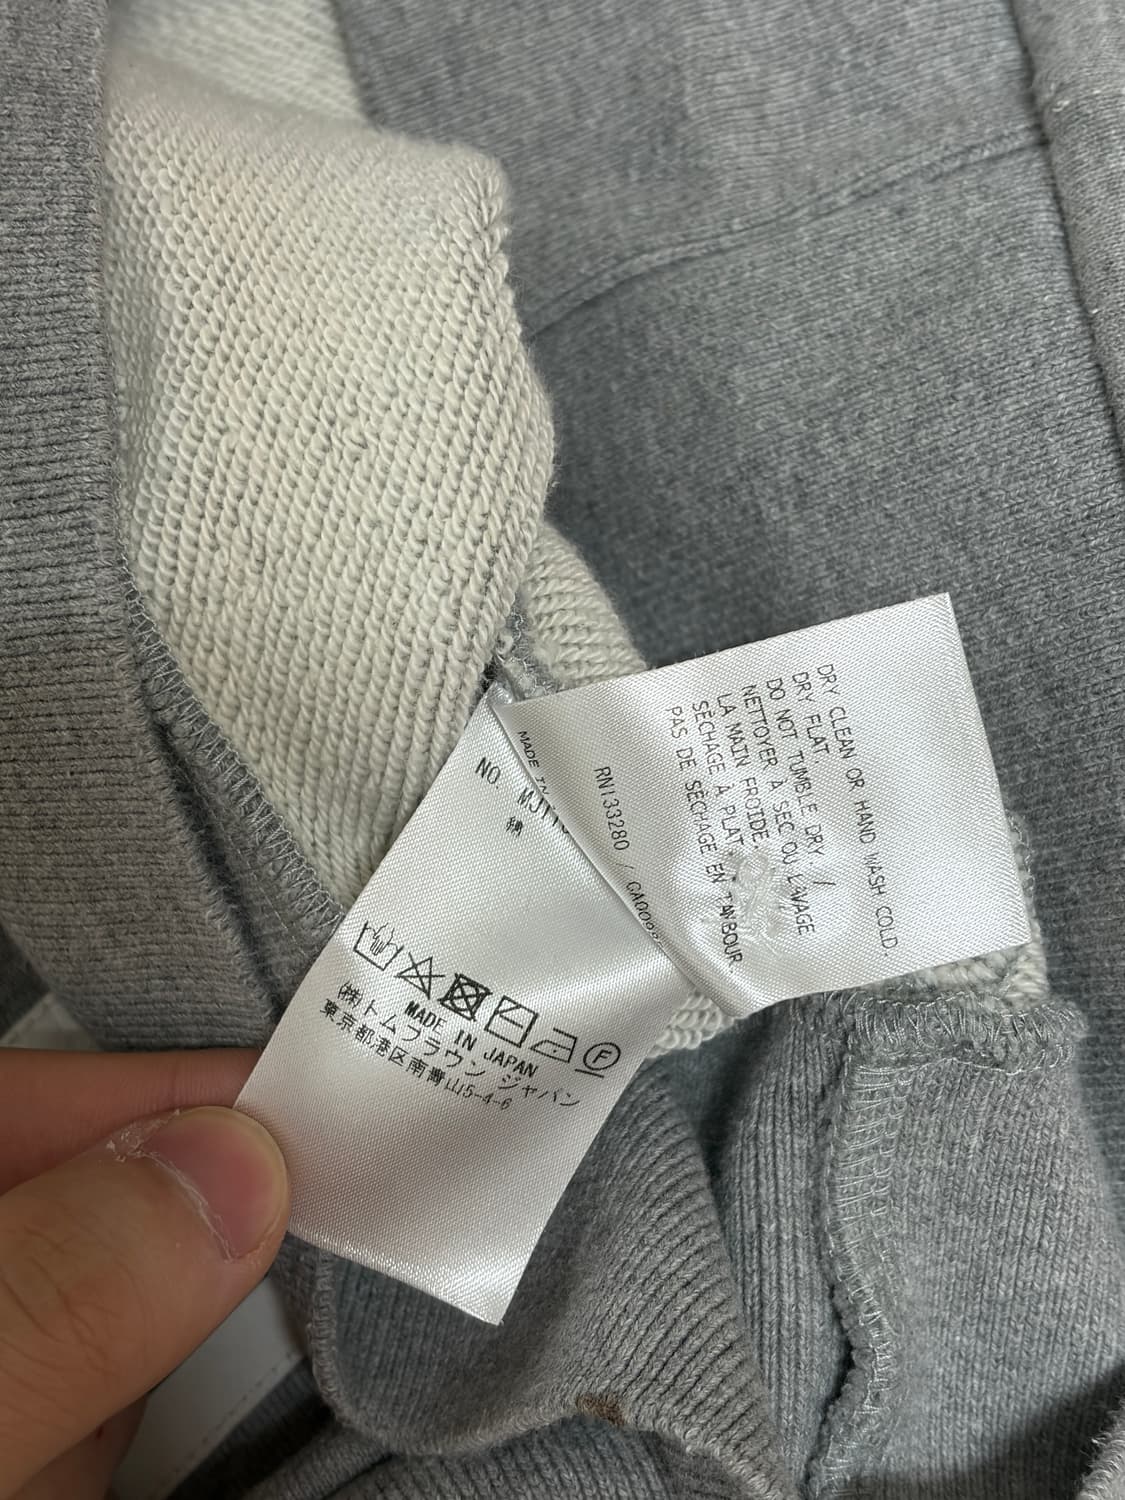 DRY CLEAN OR HAND WASH COLD.
DRY FLAT.
DO NOT TUMBLE DRY. /
NETTOYER À SEC OU LAVAGE
LA MAIN FROIDE.
SÉCHAGE À PLAT.
PAS DE SÉCHAGE EN TAMBOUR.
RN133280 /
MADE
NO.
綿
F
MADE IN JAPAN
(株)トムブラウン ジャパン
東京都港区南青山5-4-6